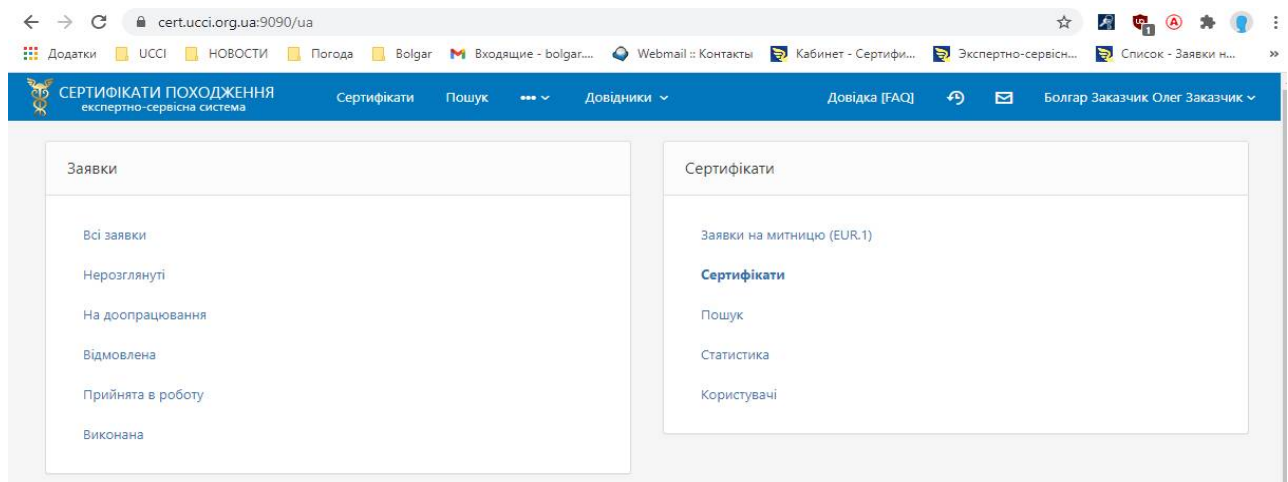 cert.ucci.org.ua:9090/ua
Додатки UCCI НОВОСТИ Погода Bolgar Входящие - bolgar.... Webmail :: Контакты Кабинет - Сертифи... Экспертно-сервісн... Список - Заявки н... »
СЕРТИФІКАТИ ПОХОДЖЕННЯ
експертно-сервісна система
Сертифікати Пошук ••• Довідники Довідка [FAQ] Болгар Заказчик Олег Заказчик
Заявки
Всі заявки
Нерозглянуті
На доопрацювання
Відмовлена
Прийнята в роботу
Виконана
Сертифікати
Заявки на митницю (EUR.1)
Сертифікати
Пошук
Статистика
Користувачі